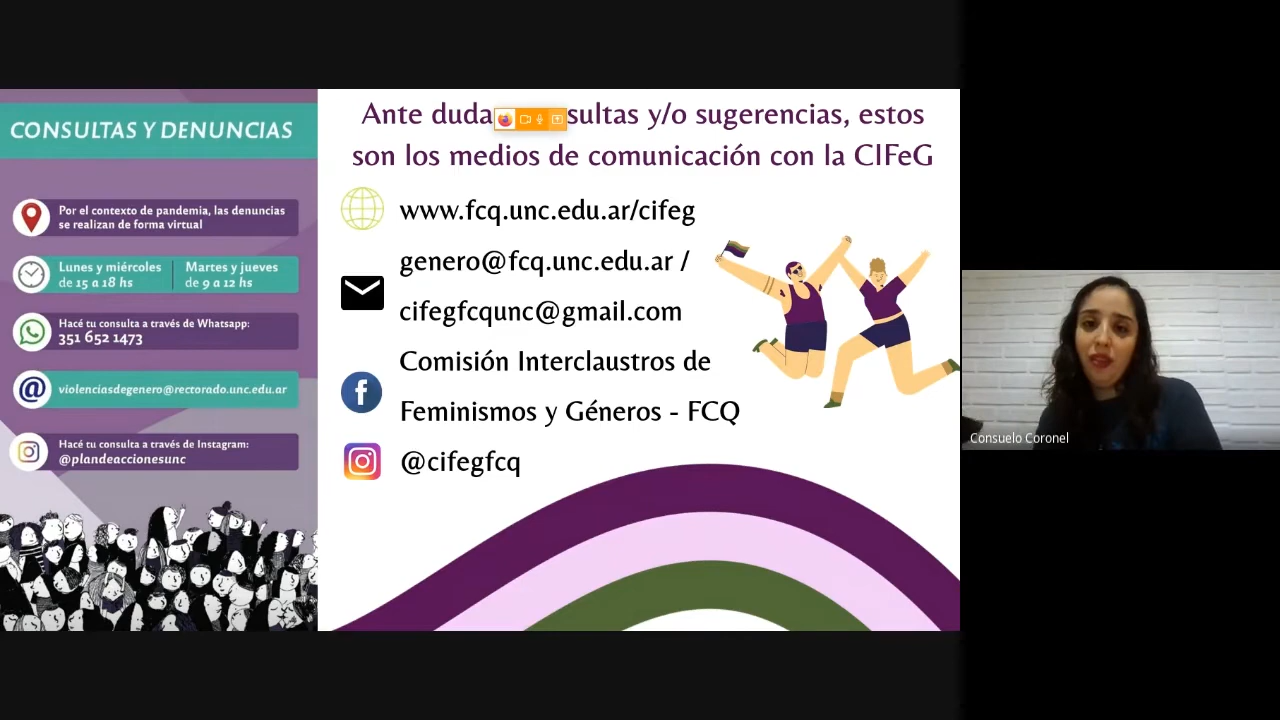 CONSULTAS Y DENUNCIAS
Por el contexto de pandemia, las denuncias
se realizan de forma virtual
Lunes y miércoles
de 15 a 18 hs
Martes y jueves
de 9 a 12 hs
Hacé tu consulta a través de Whatsapp:
351 652 1473
violenciasdegenero@rectorado.unc.edu.ar
Hacé tu consulta a través de Instagram:
@plandeaccionesunc
Ante duda sultas y/o sugerencias, estos
son los medios de comunicación con la CIFeG
www.fcq.unc.edu.ar/cifeg
genero@fcq.unc.edu.ar /
cifegfcqunc@gmail.com
Comisión Interclaustros de
Feminismos y Géneros - FCQ
@cifegfcq
Consuelo Coronel